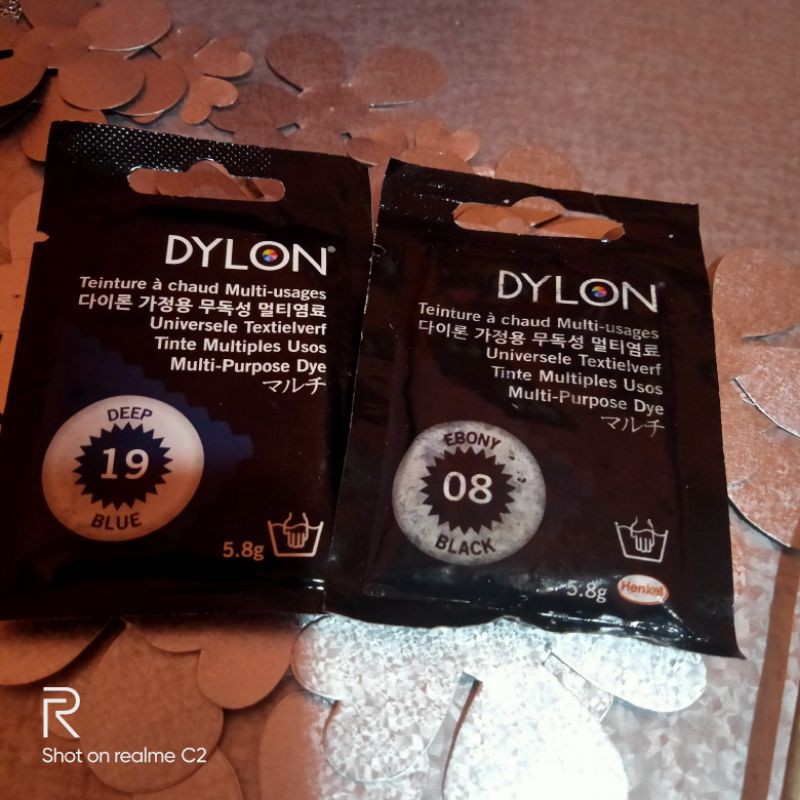 DYLON®
Teinture à chaud Multi-usages
다이론 가정용 무독성 멀티염료
Universele Textielverf
Tinte Multiples Usos
Multi-Purpose Dye
マルチ
DEEP
19
BLUE
5.8g
DYLON®
Teinture à chaud Multi-usages
다이론 가정용 무독성 멀티염료
Universele Textielverf
Tinte Multiples Usos
Multi-Purpose Dye
マルチ
EBONY
08
BLACK
5.8g
Henkel
R
Shot on realme C2